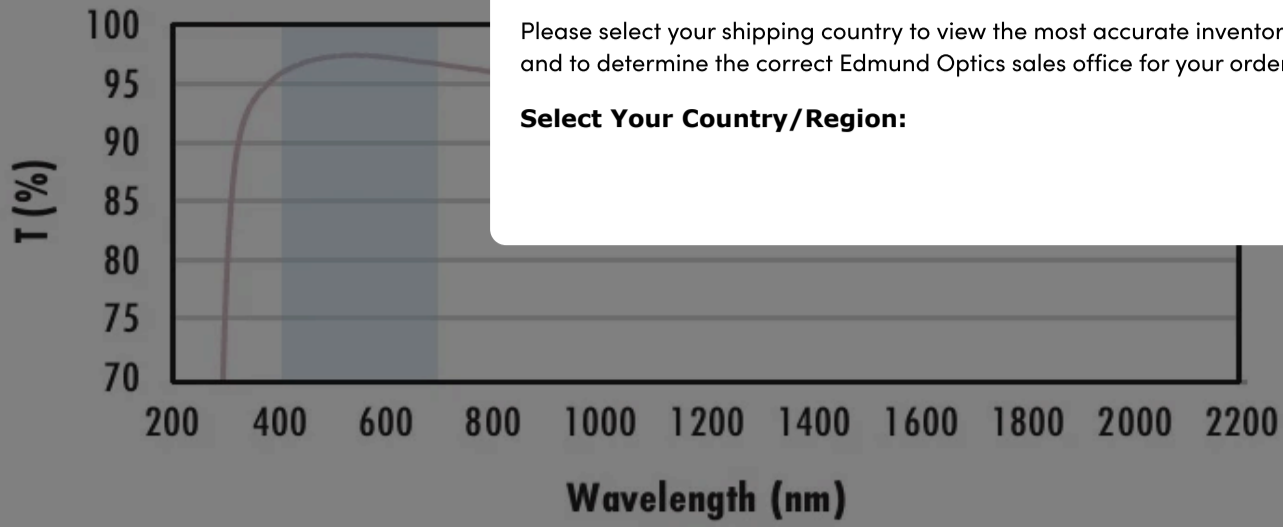 Please select your shipping country to view the most accurate inventor
and to determine the correct Edmund Optics sales office for your order
Select Your Country/Region:
T (%)
100
95
90
85
80
75
70
200 400 600 800 1000 1200 1400 1600 1800 2000 2200
Wavelength (nm)